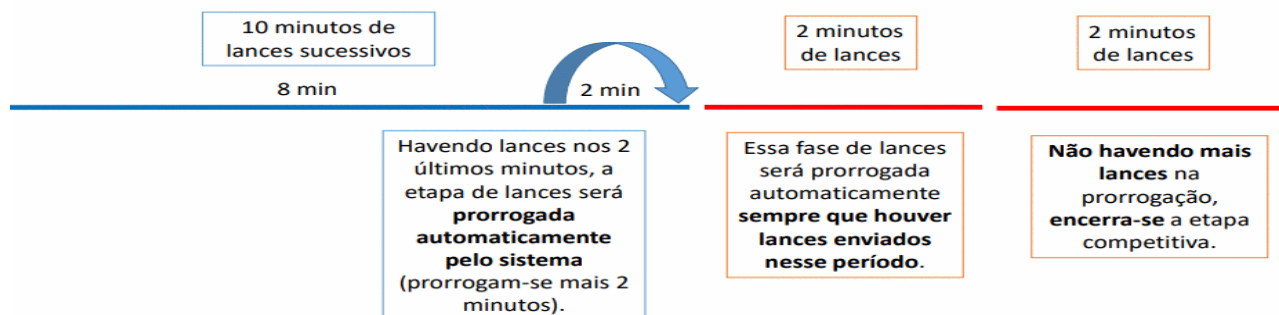 10 minutos de
lances sucessivos
8 min
2 min
2 minutos
de lances
2 minutos
de lances
Havendo lances nos 2
últimos minutos, a
etapa de lances será
prorrogada
automaticamente
pelo sistema
(prorrogam-se mais 2
minutos).
Essa fase de lances
será prorrogada
automaticamente
sempre que houver
lances enviados
nesse período.
Não havendo mais
lances na
prorrogação,
encerra-se a etapa
competitiva.